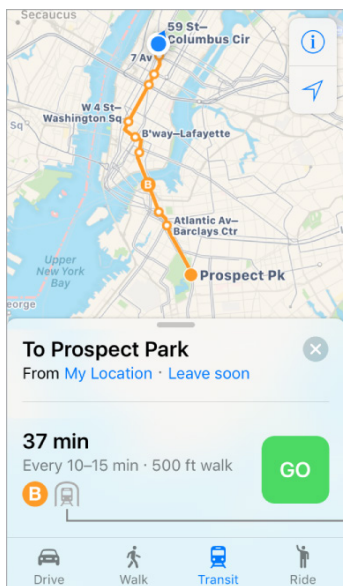 Secaucus
59 St–
Columbus Cir
7 Av
W 4 St–
Washington Sq
Sq
B'way–Lafayette
B
Atlantic Av–
Barclays Ctr
Upper
New York
Bay
Prospect Pk
eorge
To Prospect Park
From My Location · Leave soon
37 min
Every 10–15 min · 500 ft walk
B
GO
Drive
Walk
Transit
Ride